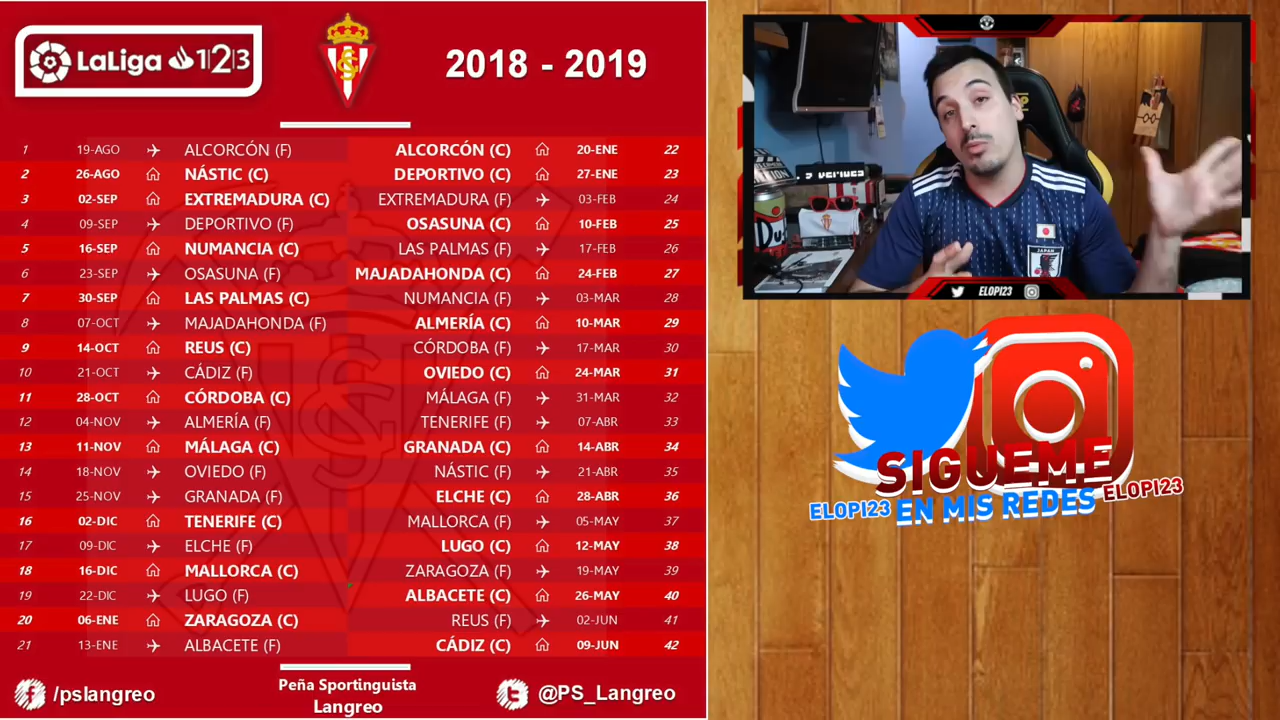 LaLiga 1|2|3
2018 - 2019
1 19-AGO ALCORCÓN (F) ALCORCÓN (C) 20-ENE 22
2 26-AGO NÁSTIC (C) DEPORTIVO (C) 27-ENE 23
3 02-SEP EXTREMADURA (C) EXTREMADURA (F) 03-FEB 24
4 09-SEP DEPORTIVO (F) OSASUNA (C) 10-FEB 25
5 16-SEP NUMANCIA (C) LAS PALMAS (F) 17-FEB 26
6 23-SEP OSASUNA (F) MAJADAHONDA (C) 24-FEB 27
7 30-SEP LAS PALMAS (C) NUMANCIA (F) 03-MAR 28
8 07-OCT MAJADAHONDA (F) ALMERÍA (C) 10-MAR 29
9 14-OCT REUS (C) CÓRDOBA (F) 17-MAR 30
10 21-OCT CÁDIZ (F) OVIEDO (C) 24-MAR 31
11 28-OCT CÓRDOBA (C) MÁLAGA (F) 31-MAR 32
12 04-NOV ALMERÍA (F) TENERIFE (F) 07-ABR 33
13 11-NOV MÁLAGA (C) GRANADA (C) 14-ABR 34
14 18-NOV OVIEDO (F) NÁSTIC (F) 21-ABR 35
15 25-NOV GRANADA (F) ELCHE (C) 28-ABR 36
16 02-DIC TENERIFE (C) MALLORCA (F) 05-MAY 37
17 09-DIC ELCHE (F) LUGO (C) 12-MAY 38
18 16-DIC MALLORCA (C) ZARAGOZA (F) 19-MAY 39
19 22-DIC LUGO (F) ALBACETE (C) 26-MAY 40
20 06-ENE ZARAGOZA (C) REUS (F) 02-JUN 41
21 13-ENE ALBACETE (F) CÁDIZ (C) 09-JUN 42
/pslangreo
Peña Sportinguista
Langreo
@PS_Langreo
JAPAN
ELOPI23
SIGUEME
ELOPI23 EN MIS REDES ELOPI23